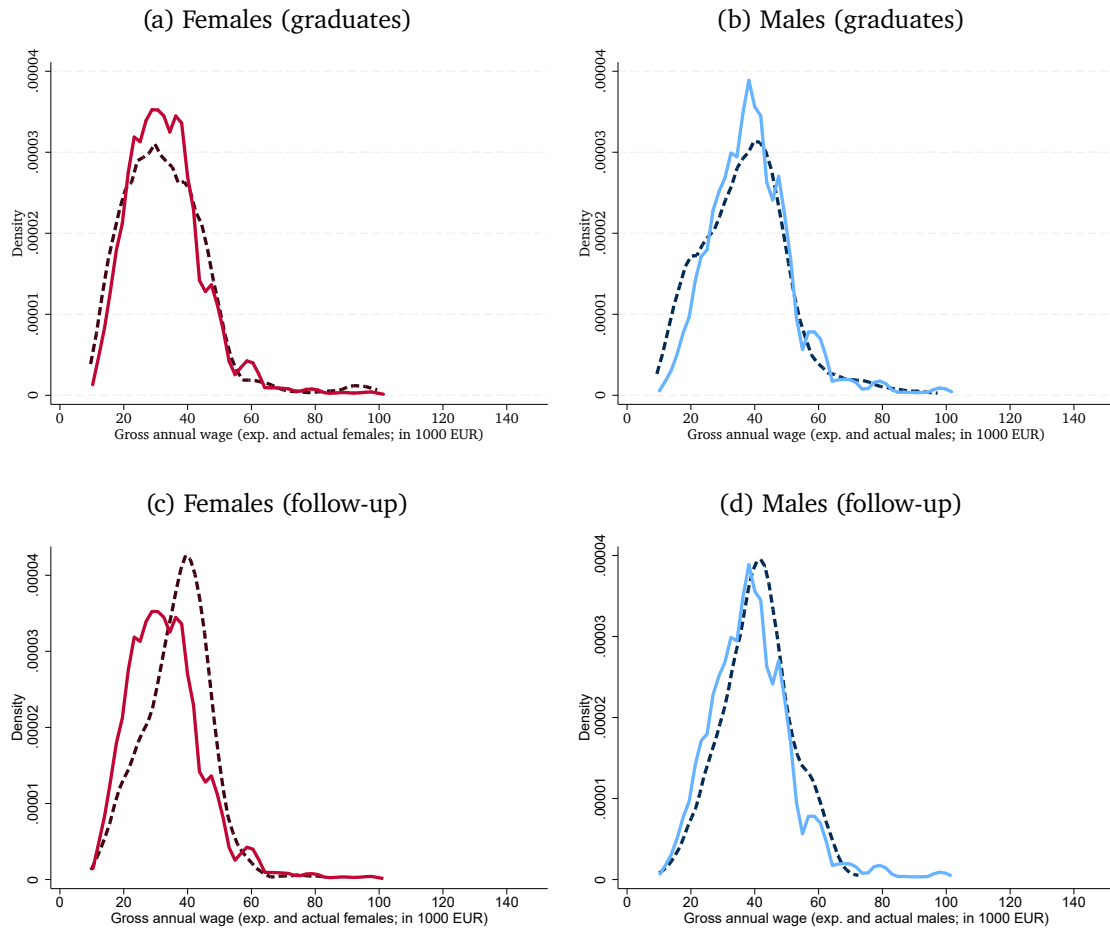 (a) Females (graduates)
Density
0 .00001 .00002 .00003 .00004
0 20 40 60 80 100 120 140
Gross annual wage (exp. and actual females; in 1000 EUR)
(b) Males (graduates)
Density
0 .00001 .00002 .00003 .00004
0 20 40 60 80 100 120 140
Gross annual wage (exp. and actual males; in 1000 EUR)
(c) Females (follow-up)
Density
0 .00001 .00002 .00003 .00004
0 20 40 60 80 100 120 140
Gross annual wage (exp. and actual females; in 1000 EUR)
(d) Males (follow-up)
Density
0 .00001 .00002 .00003 .00004
0 20 40 60 80 100 120 140
Gross annual wage (exp. and actual males; in 1000 EUR)